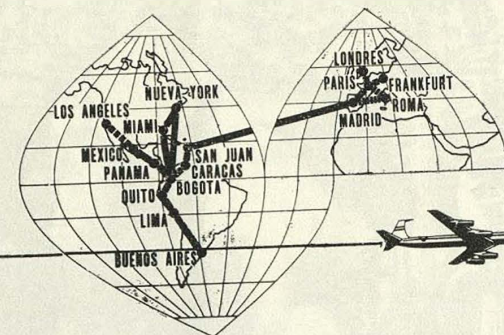 LONDRES
PARIS
FRANKFURT
ROMA
MADRID
NUEVA YORK
LOS ANGELES
MIAMI
MEXICO
SAN JUAN
PANAMA
CARACAS
BOGOTA
QUITO
LIMA
BUENOS AIRES